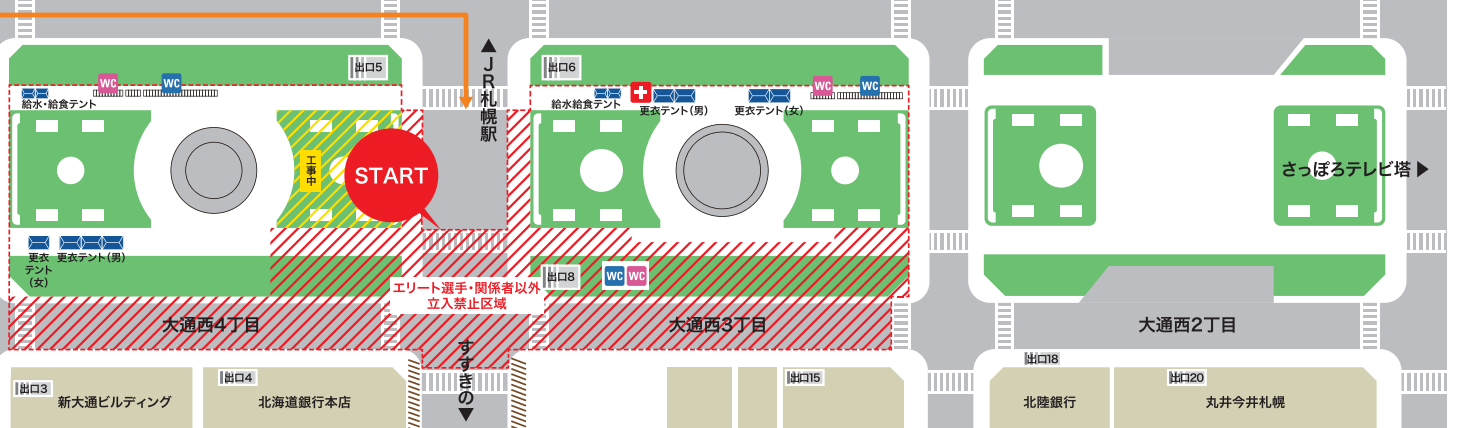 出口5
▲JR札幌駅
出口6
WC
WC
給水・給食テント
給水給食テント
更衣テント(男)
更衣テント(女)
WC
WC
工事中
START
さっぽろテレビ塔▶
更衣
テント
(女)
更衣テント(男)
エリート選手・関係者以外
立入禁止区域
出口8
WC
WC
大通西4丁目
大通西3丁目
大通西2丁目
すすきの▼
出口3
新大通ビルディング
出口4
北海道銀行本店
出口15
出口18
北陸銀行
出口20
丸井今井札幌